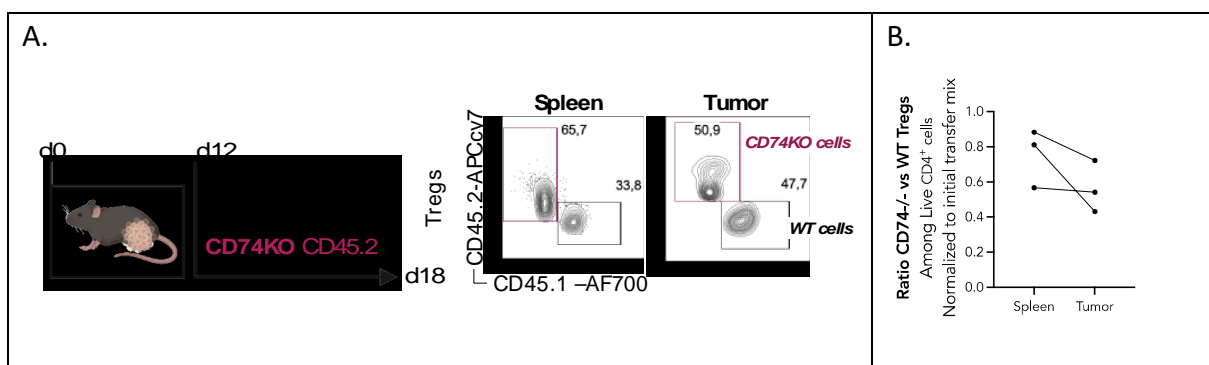 A.
d0
d12
CD74KO CD45.2
d18
Tregs
CD45.2-APCcy7
CD45.1 –AF700
Spleen
65,7
33,8
Tumor
50,9
CD74KO cells
47,7
WT cells
B.
Ratio CD74-/- vs WT Tregs
Among Live CD4⁺ cells
Normalized to initial transfer mix
1.0
0.8
0.6
0.4
0.2
0.0
Spleen
Tumor